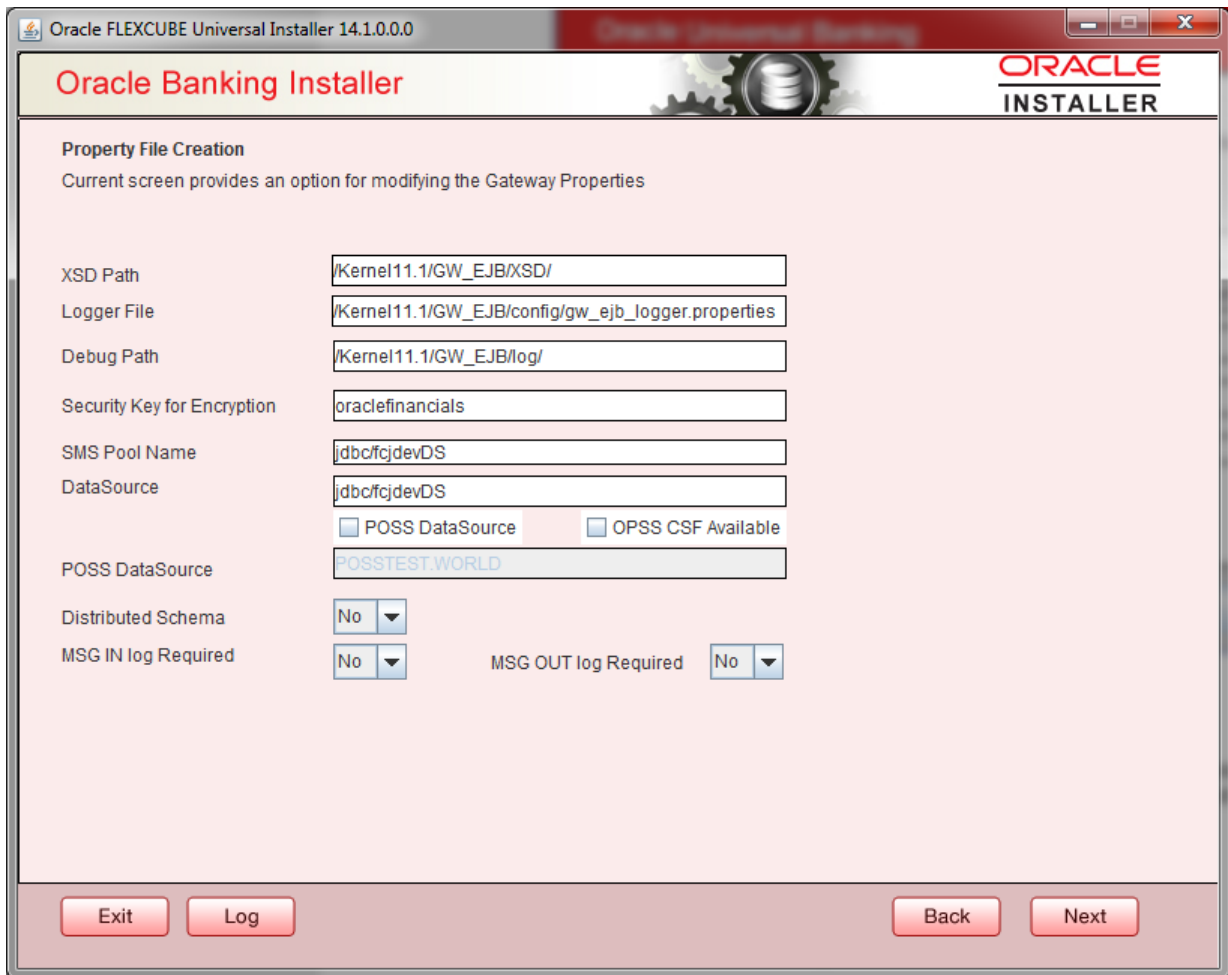 Oracle FLEXCUBE Universal Installer 14.1.0.0.0
Oracle Universal Banking
Oracle Banking Installer
ORACLE
INSTALLER
Property File Creation
Current screen provides an option for modifying the Gateway Properties
XSD Path /Kernel11.1/GW_EJB/XSD/
Logger File /Kernel11.1/GW_EJB/config/gw_ejb_logger.properties
Debug Path /Kernel11.1/GW_EJB/log/
Security Key for Encryption oraclefinancials
SMS Pool Name jdbc/fcjdevDS
DataSource jdbc/fcjdevDS
POSS DataSource OPSS CSF Available
POSS DataSource POSSTEST.WORLD
Distributed Schema No
MSG IN log Required No MSG OUT log Required No
Exit Log Back Next